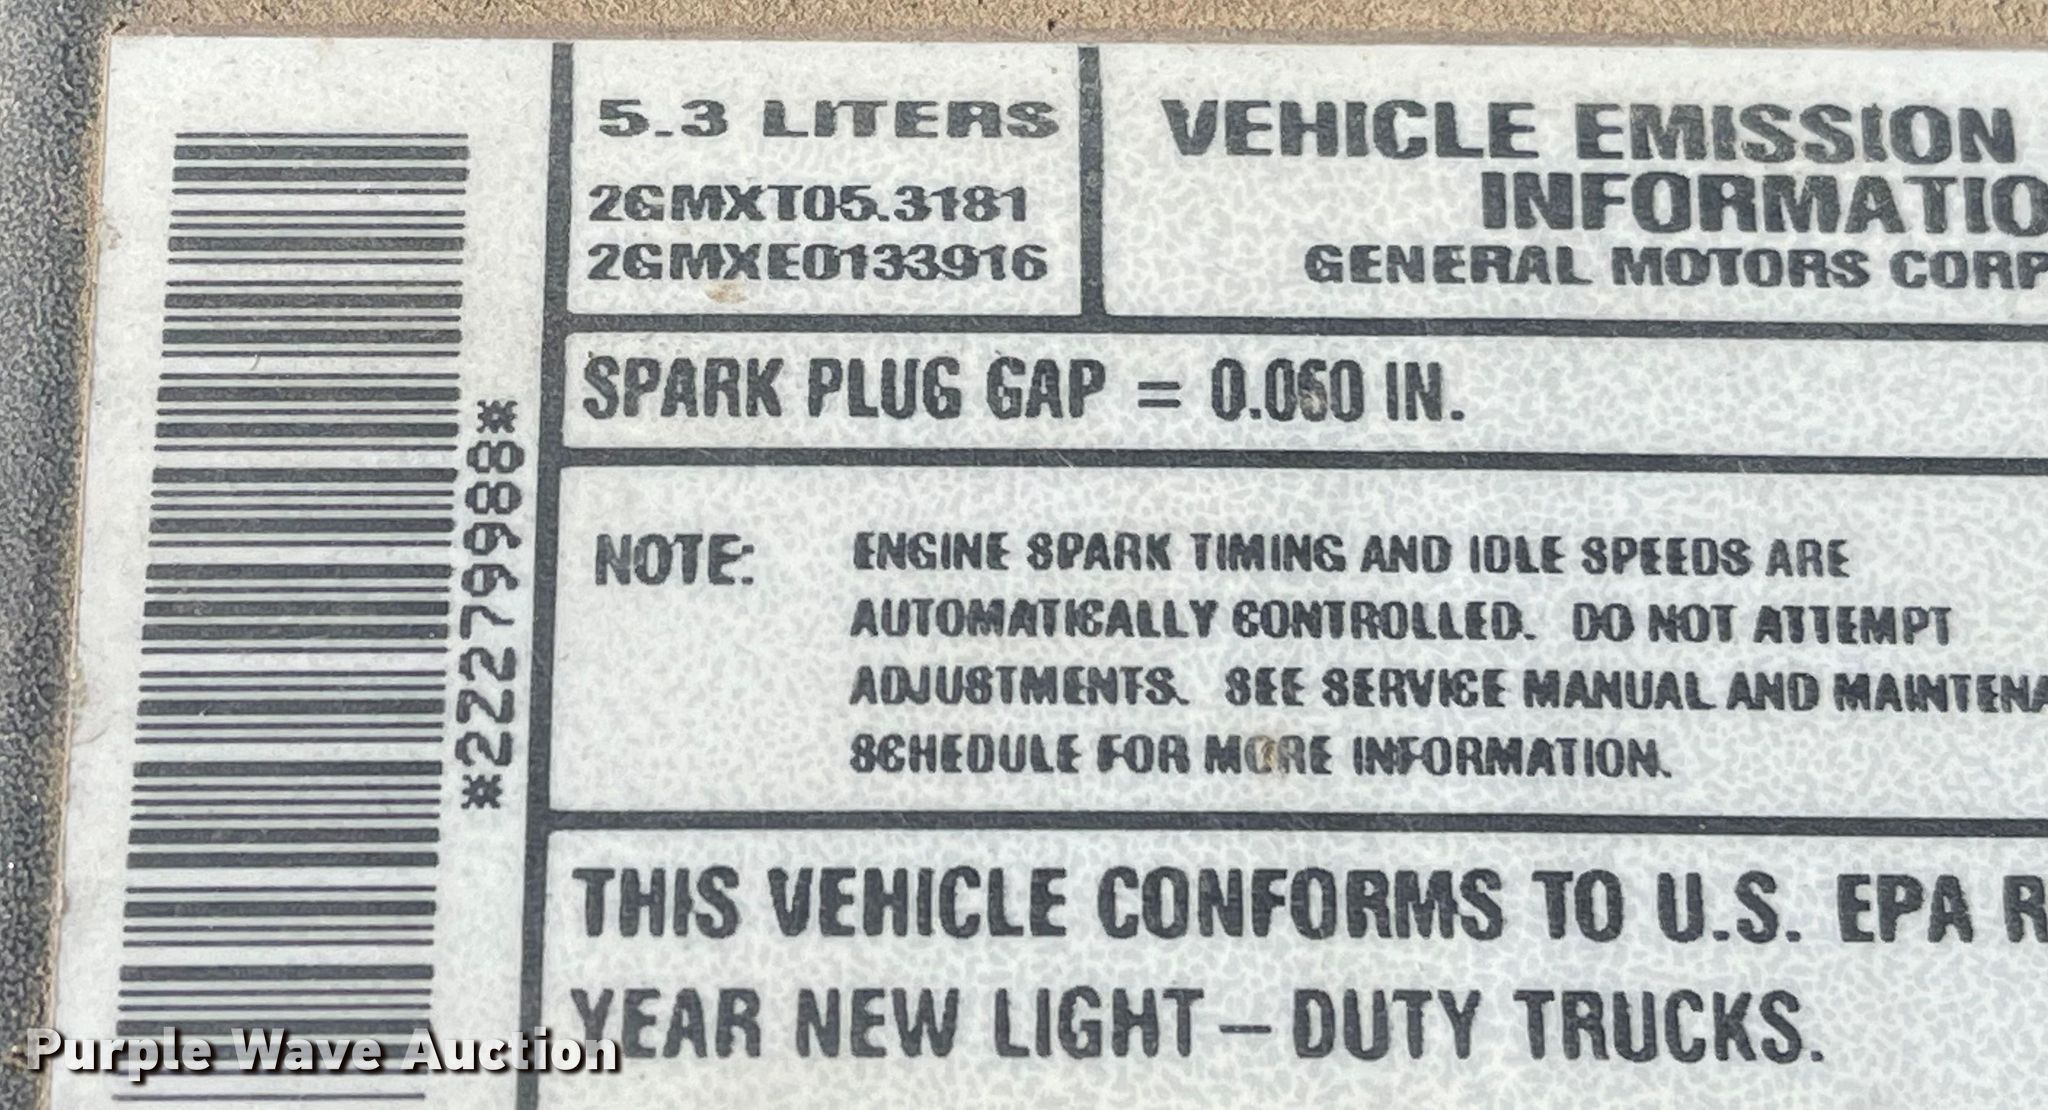 5.3 LITERS
2GMXT05.3181
2GMXE0133916
VEHICLE EMISSION
INFORMATIO
GENERAL MOTORS CORP
SPARK PLUG GAP = 0.060 IN.
*22279988*
NOTE: ENGINE SPARK TIMING AND IDLE SPEEDS ARE
AUTOMATICALLY CONTROLLED. DO NOT ATTEMPT
ADJUSTMENTS. SEE SERVICE MANUAL AND MAINTENA
SCHEDULE FOR MORE INFORMATION.
THIS VEHICLE CONFORMS TO U.S. EPA R
YEAR NEW LIGHT – DUTY TRUCKS.
Purple Wave Auction